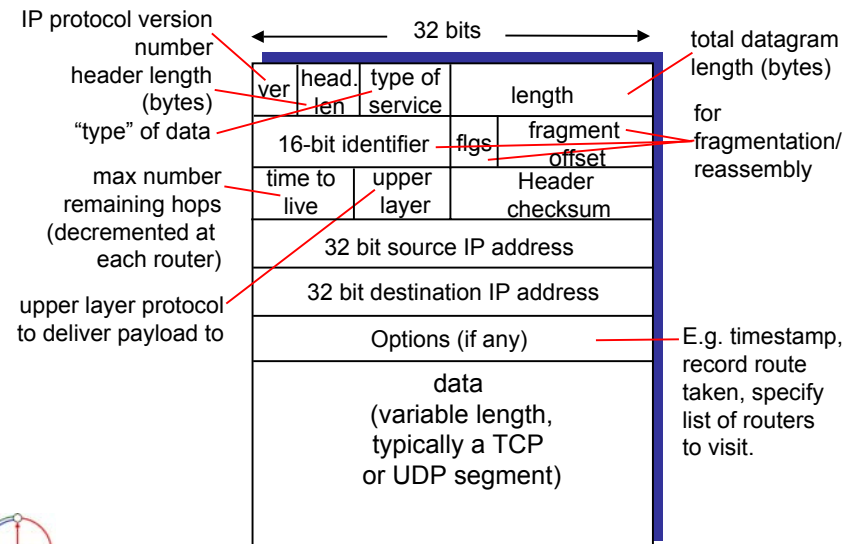 IP protocol version
number
header length
(bytes)
“type” of data
max number
remaining hops
(decremented at
each router)
upper layer protocol
to deliver payload to
32 bits
ver
head.
len
type of
service
length
16-bit identifier
flgs
fragment
offset
time to
live
upper
layer
Header
checksum
32 bit source IP address
32 bit destination IP address
Options (if any)
data
(variable length,
typically a TCP
or UDP segment)
total datagram
length (bytes)
for
fragmentation/
reassembly
E.g. timestamp,
record route
taken, specify
list of routers
to visit.